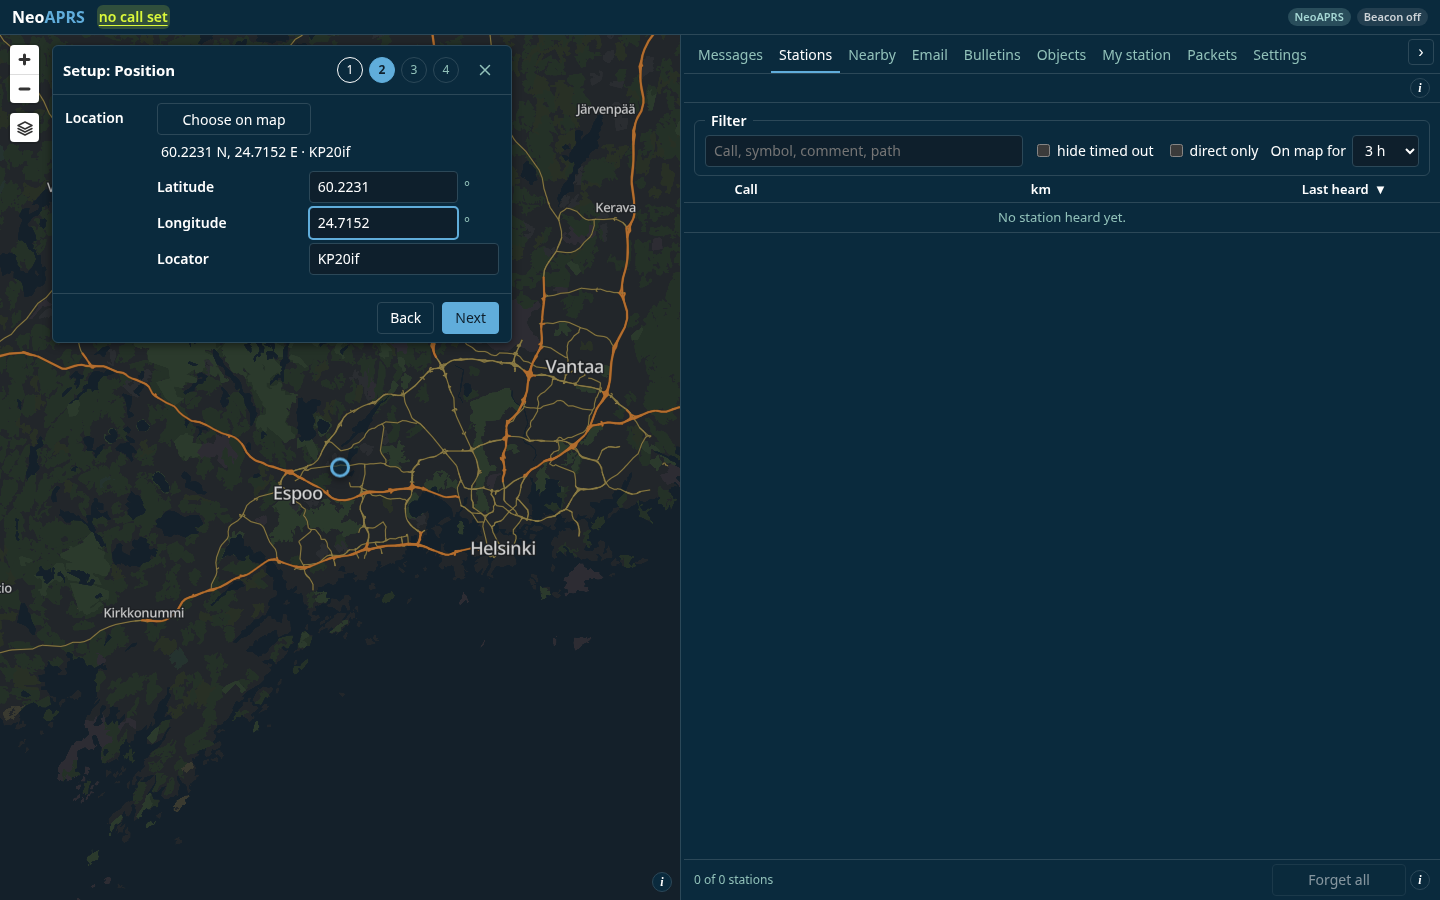 NeoAPRS no call set NeoAPRS Beacon off
Setup: Position 1 2 3 4
Location Choose on map
60.2231 N, 24.7152 E · KP20if
Latitude 60.2231 °
Longitude 24.7152 °
Locator KP20if
Back Next
Järvenpää
Kerava
Vantaa
Espoo
Helsinki
Kirkkonummi
i
Messages Stations Nearby Email Bulletins Objects My station Packets Settings
i
Filter
Call, symbol, comment, path hide timed out direct only On map for 3 h
Call km Last heard ▼
No station heard yet.
0 of 0 stations Forget all i